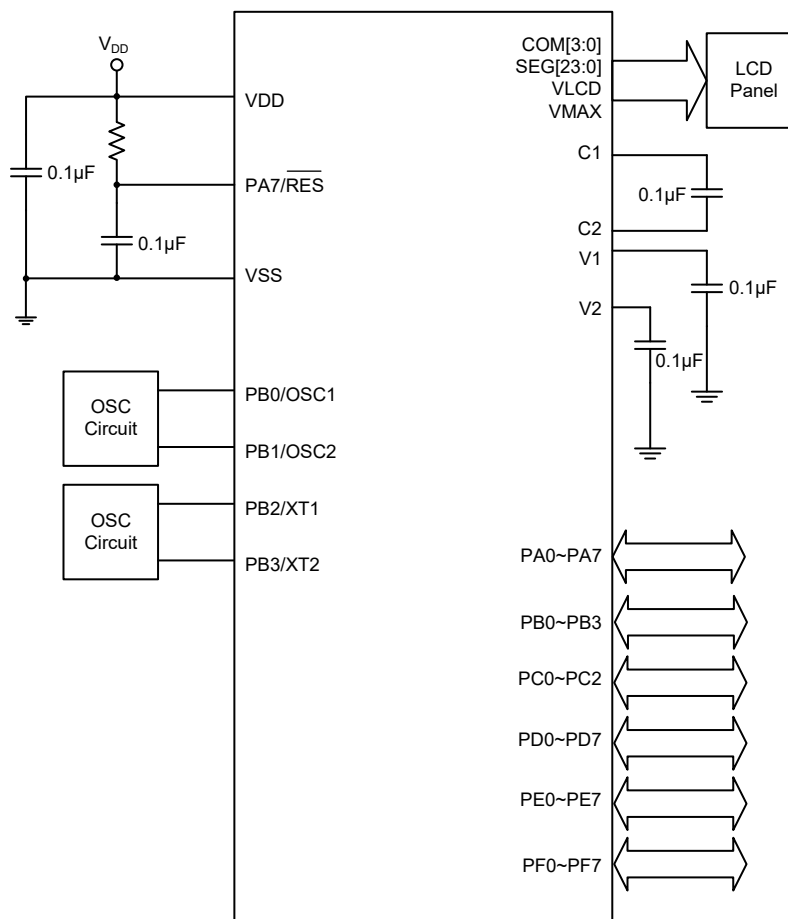 V_DD
VDD
0.1µF
PA7/R̅E̅S̅
0.1µF
VSS
OSC
Circuit
PB0/OSC1
PB1/OSC2
OSC
Circuit
PB2/XT1
PB3/XT2
COM[3:0]
SEG[23:0]
VLCD
VMAX
LCD
Panel
C1
0.1µF
C2
V1
0.1µF
V2
0.1µF
PA0~PA7
PB0~PB3
PC0~PC2
PD0~PD7
PE0~PE7
PF0~PF7